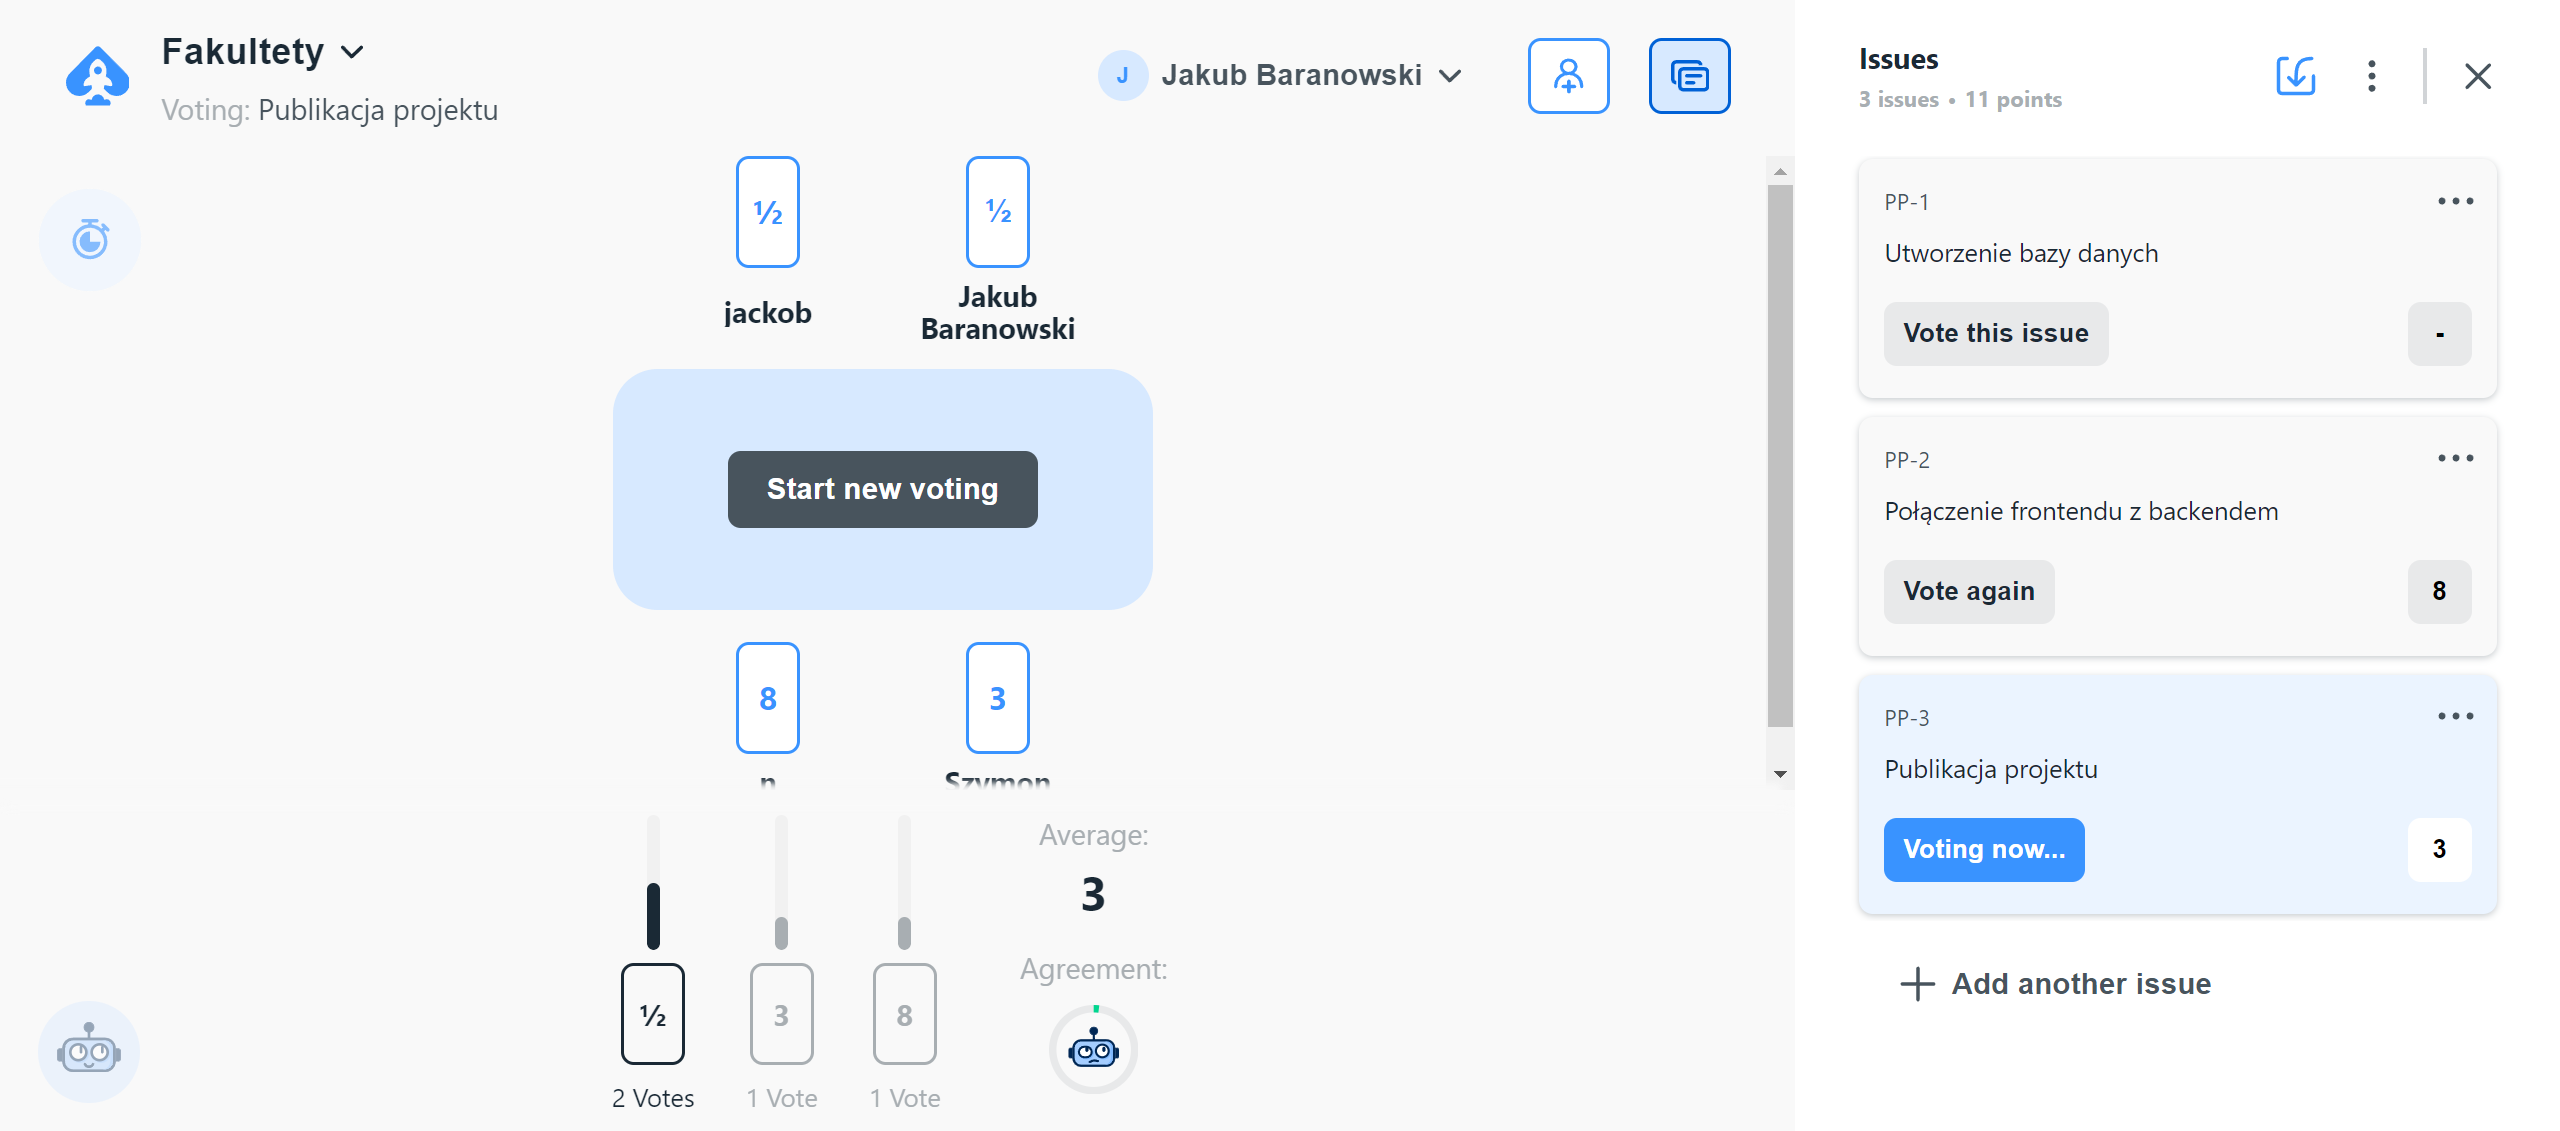 Fakultety
Voting: Publikacja projektu
J Jakub Baranowski
½
½
jackob
Jakub
Baranowski
Start new voting
8
3
n
Szymon
½
3
8
2 Votes
1 Vote
1 Vote
Average:
3
Agreement:
Issues
3 issues • 11 points
PP-1
Utworzenie bazy danych
Vote this issue
-
PP-2
Połączenie frontendu z backendem
Vote again
8
PP-3
Publikacja projektu
Voting now...
3
Add another issue